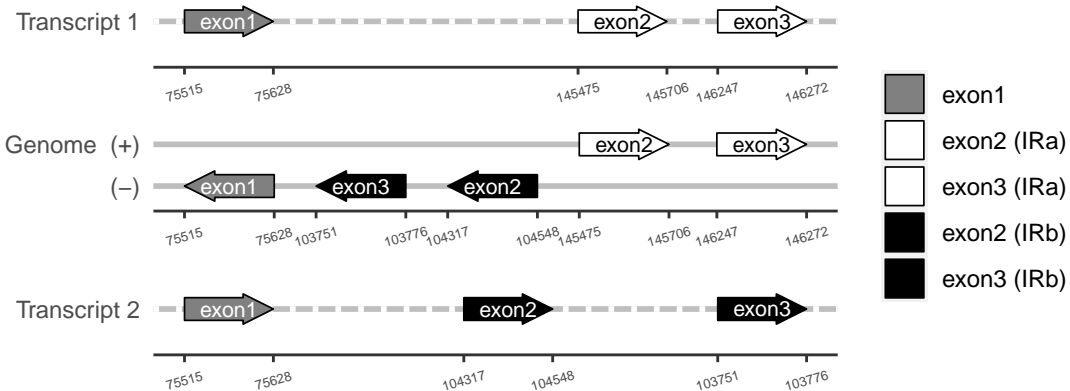 Transcript 1 exon1 exon2 exon3
75515 75628 145475 145706 146247 146272
Genome (+) exon2 exon3
(–) exon1 exon3 exon2
75515 75628 103751 103776 104317 104548 145475 145706 146247 146272
Transcript 2 exon1 exon2 exon3
75515 75628 104317 104548 103751 103776
exon1
exon2 (IRa)
exon3 (IRa)
exon2 (IRb)
exon3 (IRb)